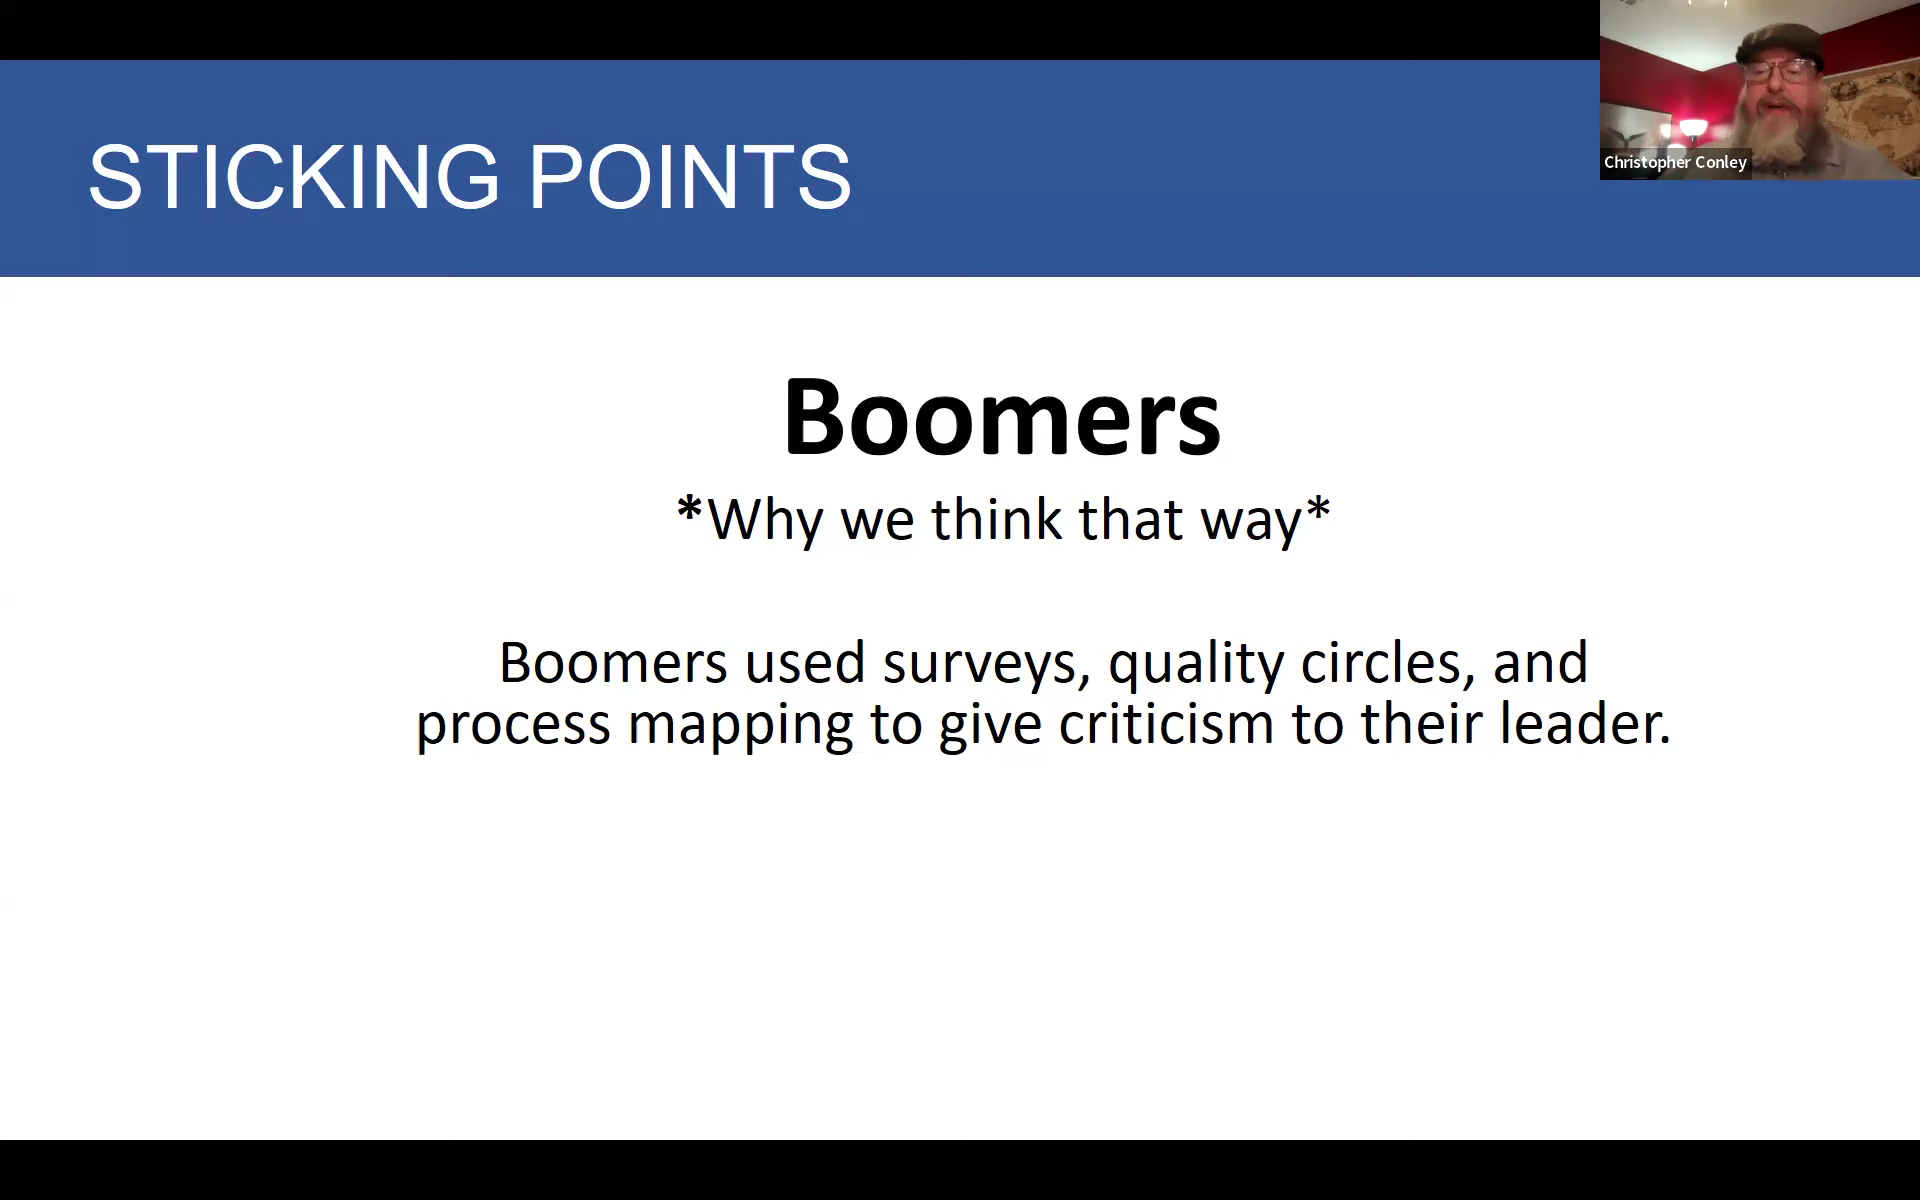 STICKING POINTS
Christopher Conley
Boomers
*Why we think that way*
Boomers used surveys, quality circles, and
process mapping to give criticism to their leader.